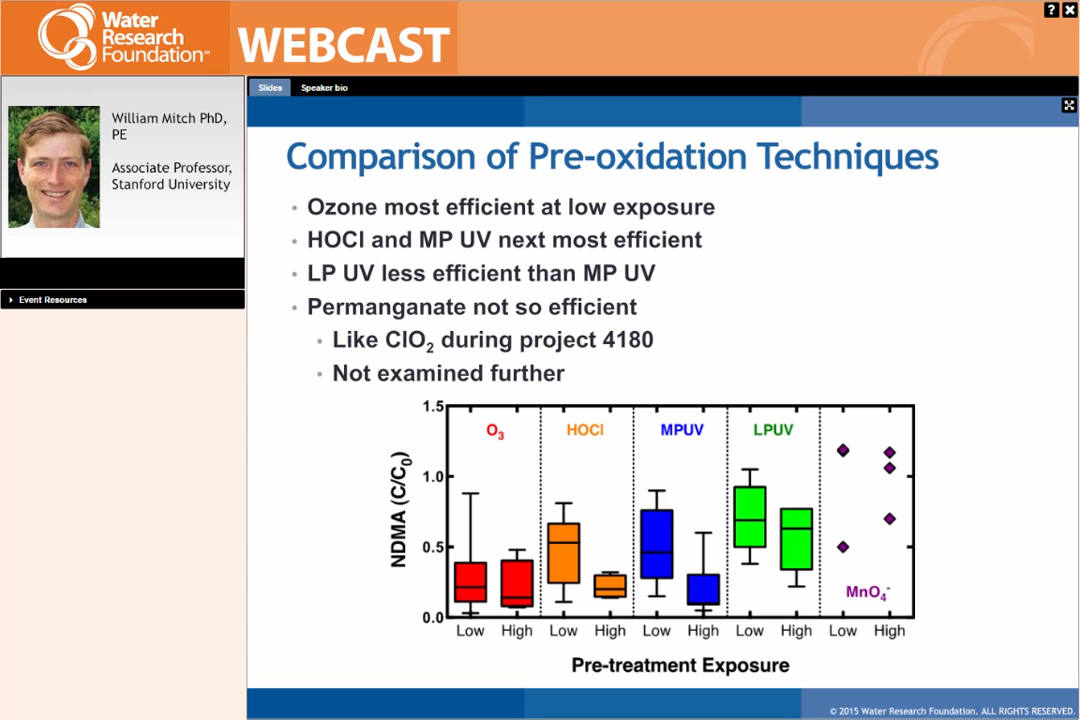 Water
Research
Foundation℠
WEBCAST
? X
William Mitch PhD,
PE
Associate Professor,
Stanford University
Event Resources
Slides Speaker bio
Comparison of Pre-oxidation Techniques
• Ozone most efficient at low exposure
• HOCl and MP UV next most efficient
• LP UV less efficient than MP UV
• Permanganate not so efficient
• Like ClO₂ during project 4180
• Not examined further
NDMA (C/C₀)
1.5
1.0
0.5
0.0
O₃ HOCl MPUV LPUV
MnO₄⁻
Low High Low High Low High Low High Low High
Pre-treatment Exposure
© 2015 Water Research Foundation. ALL RIGHTS RESERVED.